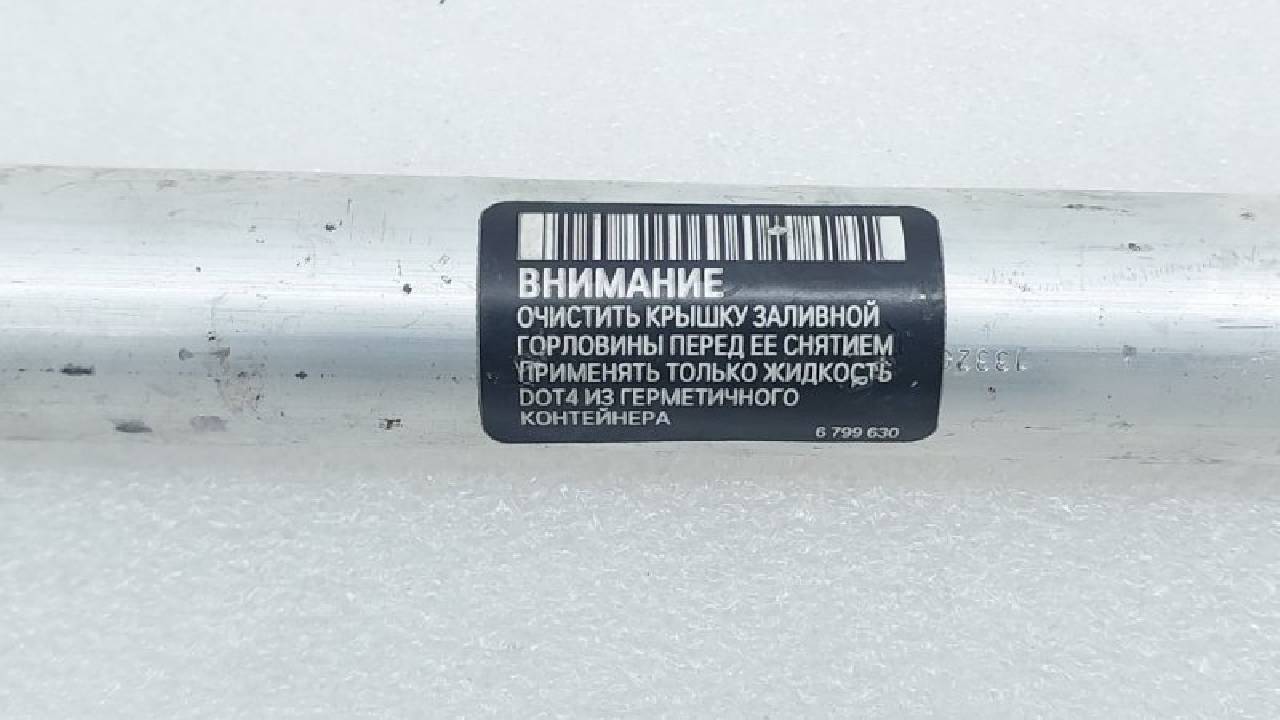 ВНИМАНИЕ
ОЧИСТИТЬ КРЫШКУ ЗАЛИВНОЙ
ГОРЛОВИНЫ ПЕРЕД ЕЕ СНЯТИЕМ
ПРИМЕНЯТЬ ТОЛЬКО ЖИДКОСТЬ
DOT4 ИЗ ГЕРМЕТИЧНОГО
КОНТЕЙНЕРА
6 799 630